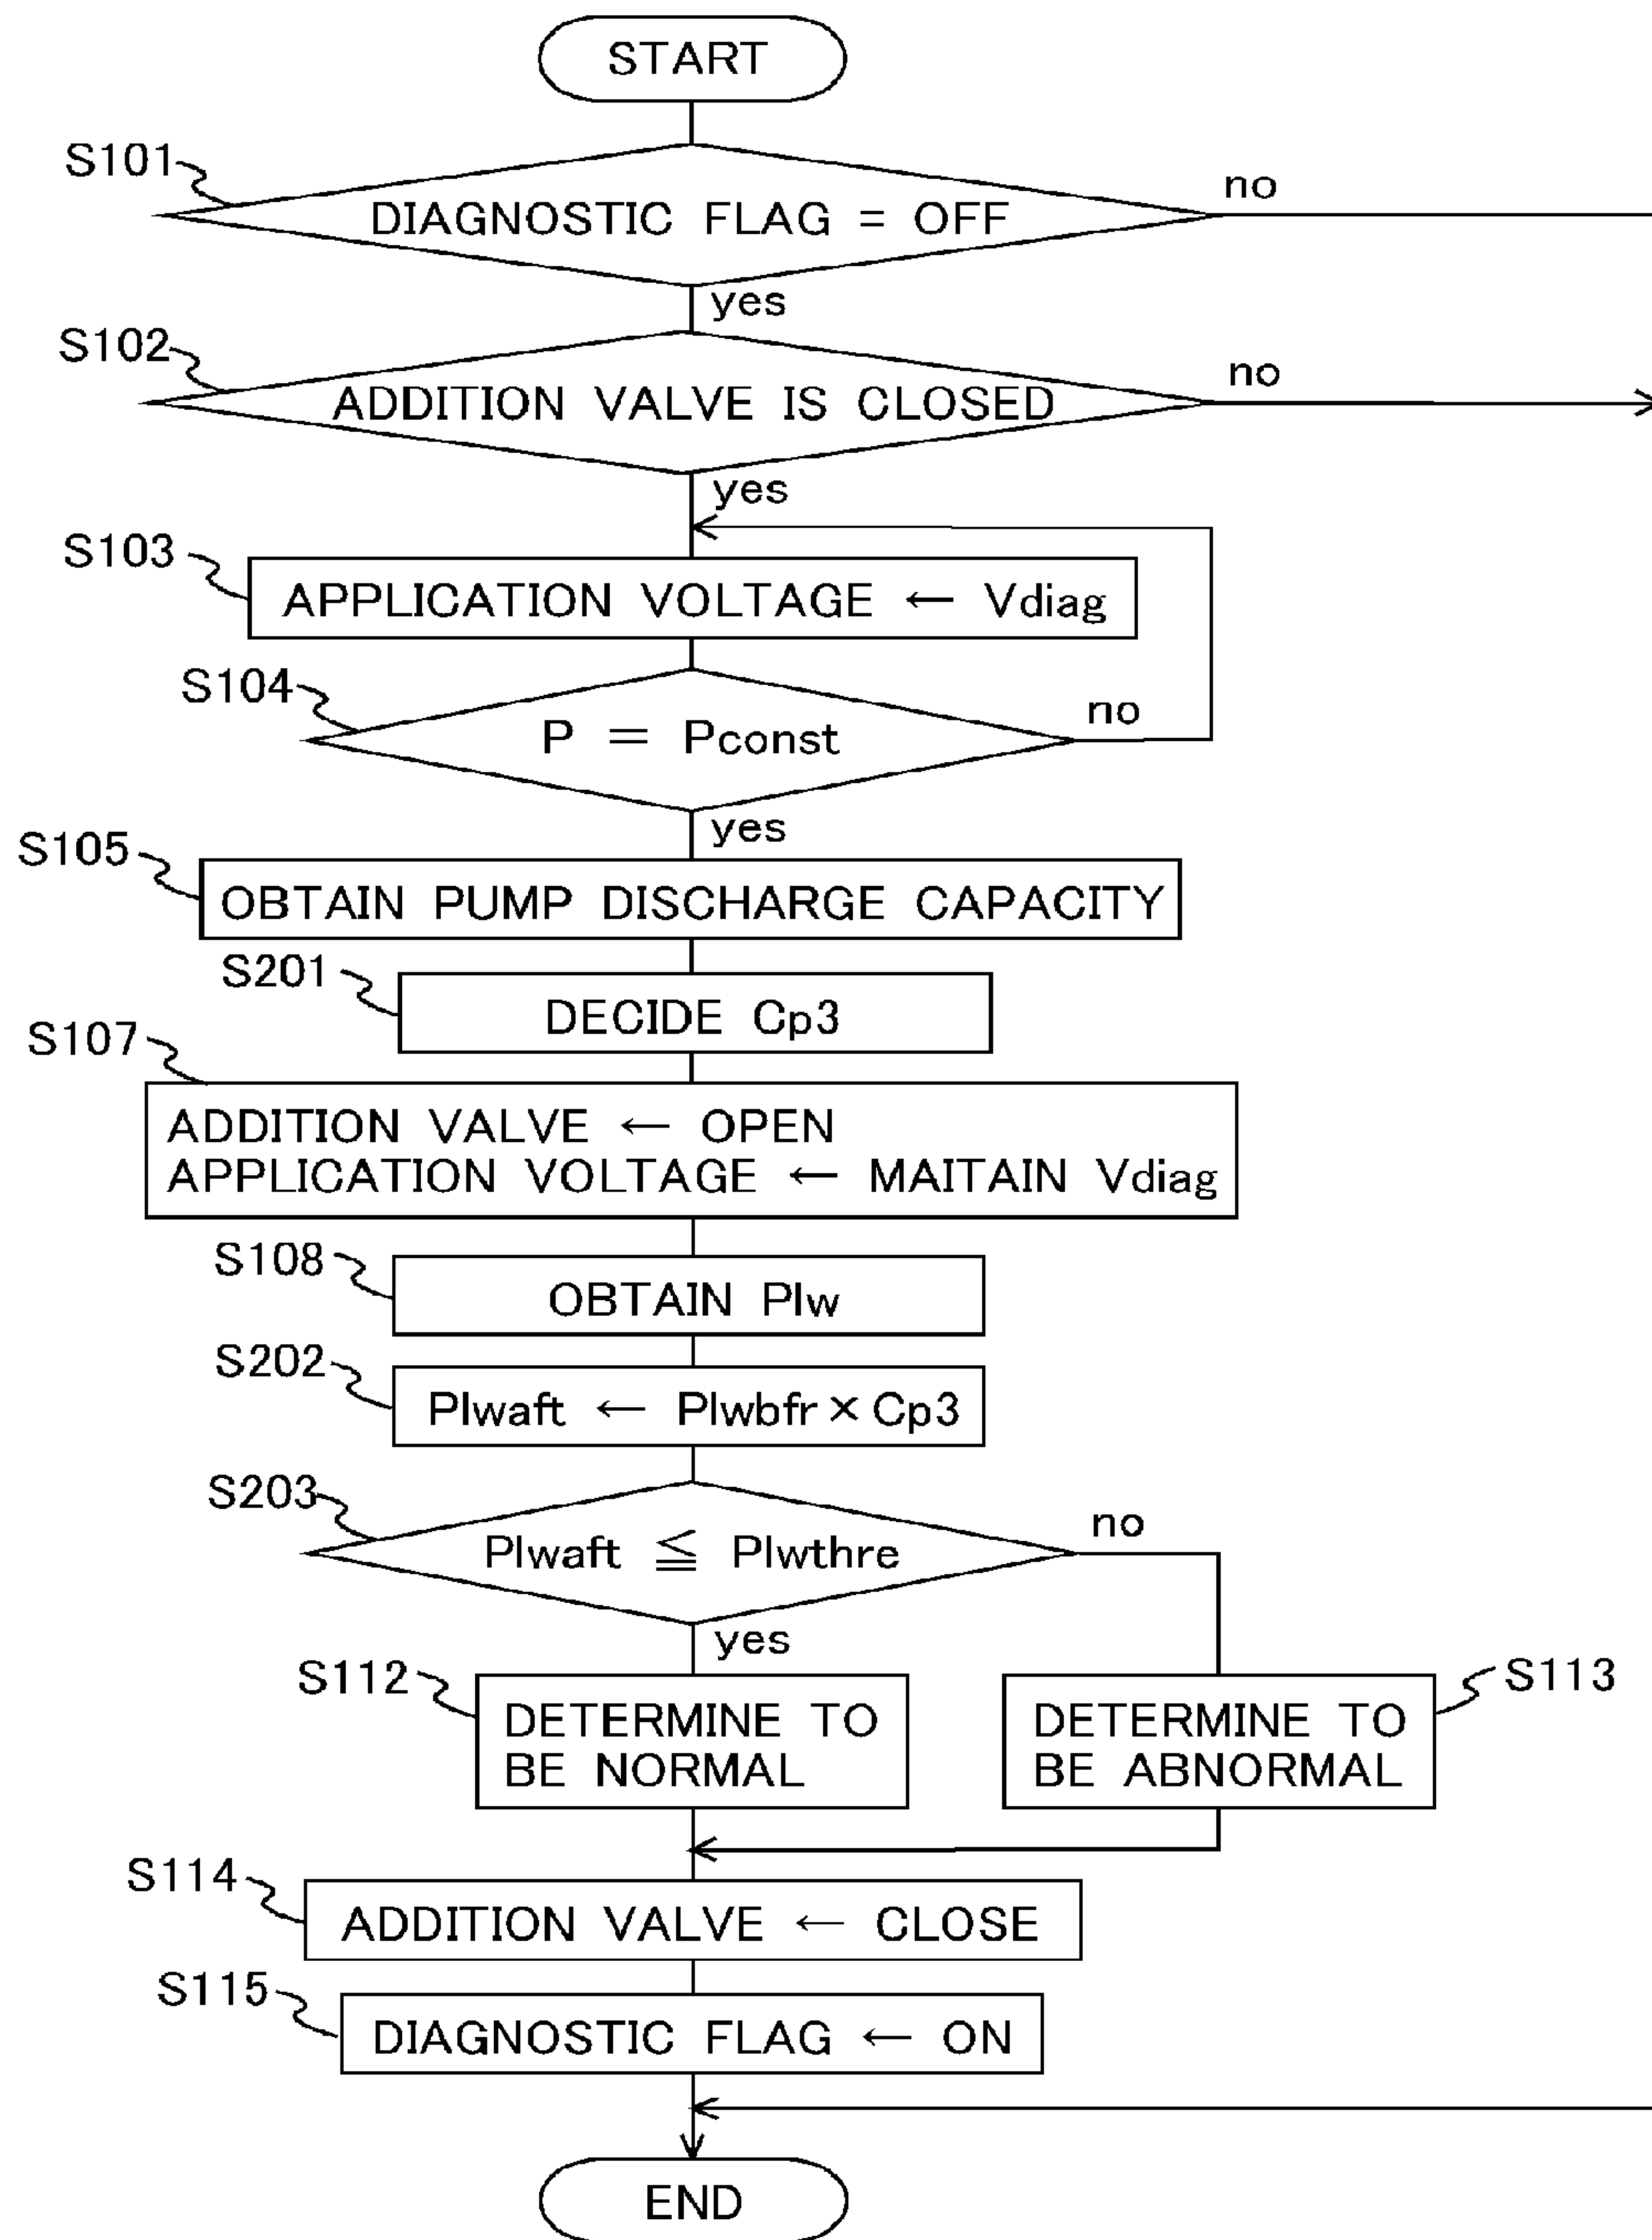 START
S101
DIAGNOSTIC FLAG = OFF
no
yes
S102
ADDITION VALVE IS CLOSED
no
yes
S103
APPLICATION VOLTAGE ← Vdiag
S104
P = Pconst
no
yes
S105
OBTAIN PUMP DISCHARGE CAPACITY
S201
DECIDE Cp3
S107
ADDITION VALVE ← OPEN
APPLICATION VOLTAGE ← MAITAIN Vdiag
S108
OBTAIN Plw
S202
Plwaft ← Plwbfr × Cp3
S203
Plwaft ≦ Plwthre
no
yes
S112
DETERMINE TO
BE NORMAL
S113
DETERMINE TO
BE ABNORMAL
S114
ADDITION VALVE ← CLOSE
S115
DIAGNOSTIC FLAG ← ON
END